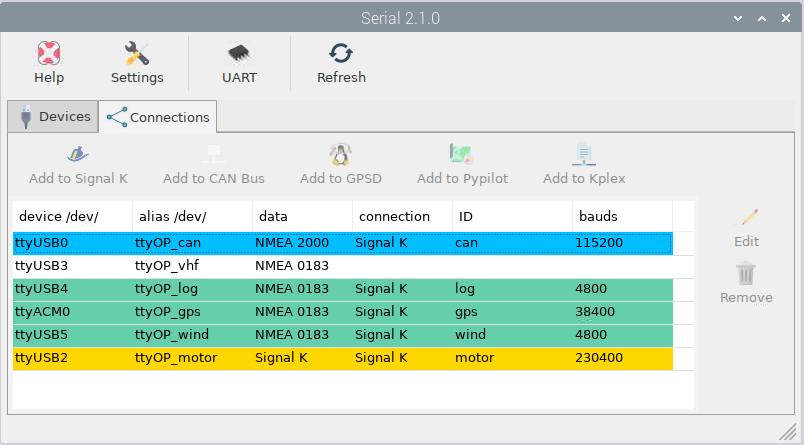 Serial 2.1.0
Help Settings UART Refresh
Devices Connections
Add to Signal K Add to CAN Bus Add to GPSD Add to Pypilot Add to Kplex
device /dev/ alias /dev/ data connection ID bauds
ttyUSB0 ttyOP_can NMEA 2000 Signal K can 115200
ttyUSB3 ttyOP_vhf NMEA 0183
ttyUSB4 ttyOP_log NMEA 0183 Signal K log 4800
ttyACM0 ttyOP_gps NMEA 0183 Signal K gps 38400
ttyUSB5 ttyOP_wind NMEA 0183 Signal K wind 4800
ttyUSB2 ttyOP_motor Signal K Signal K motor 230400
Edit
Remove